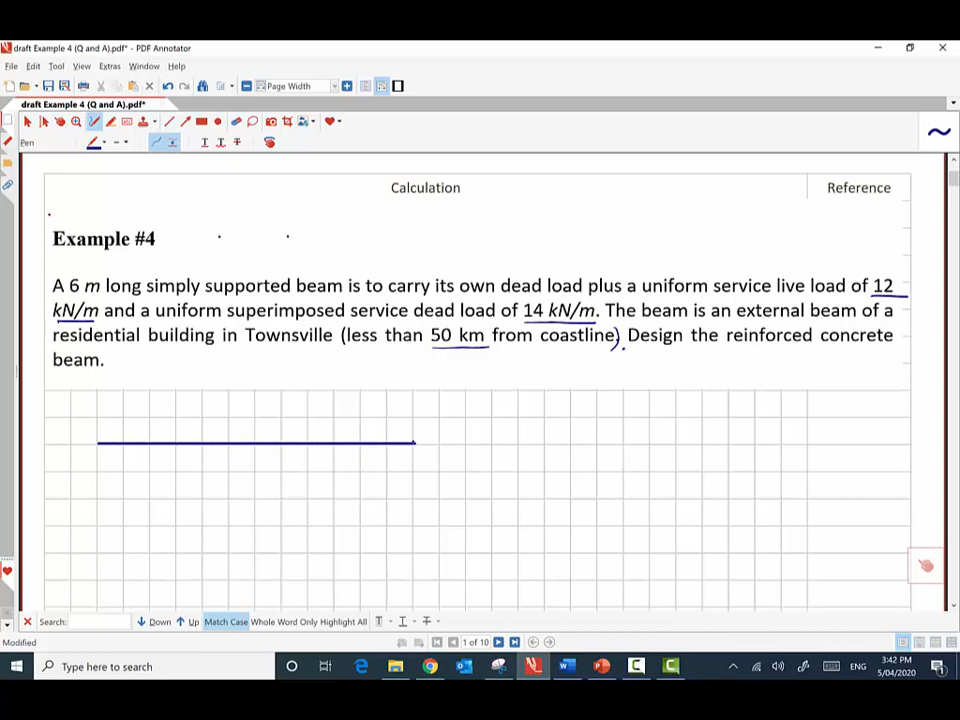 draft Example 4 (Q and A).pdf* - PDF Annotator
File Edit Tool View Extras Window Help
Page Width
draft Example 4 (Q and A).pdf*
Pen
Calculation
Reference
Example #4
A 6 m long simply supported beam is to carry its own dead load plus a uniform service live load of 12
kN/m and a uniform superimposed service dead load of 14 kN/m. The beam is an external beam of a
residential building in Townsville (less than 50 km from coastline). Design the reinforced concrete
beam.
Search: Down Up Match Case Whole Word Only Highlight All
Modified
1 of 10
Type here to search
ENG
3:42 PM
5/04/2020